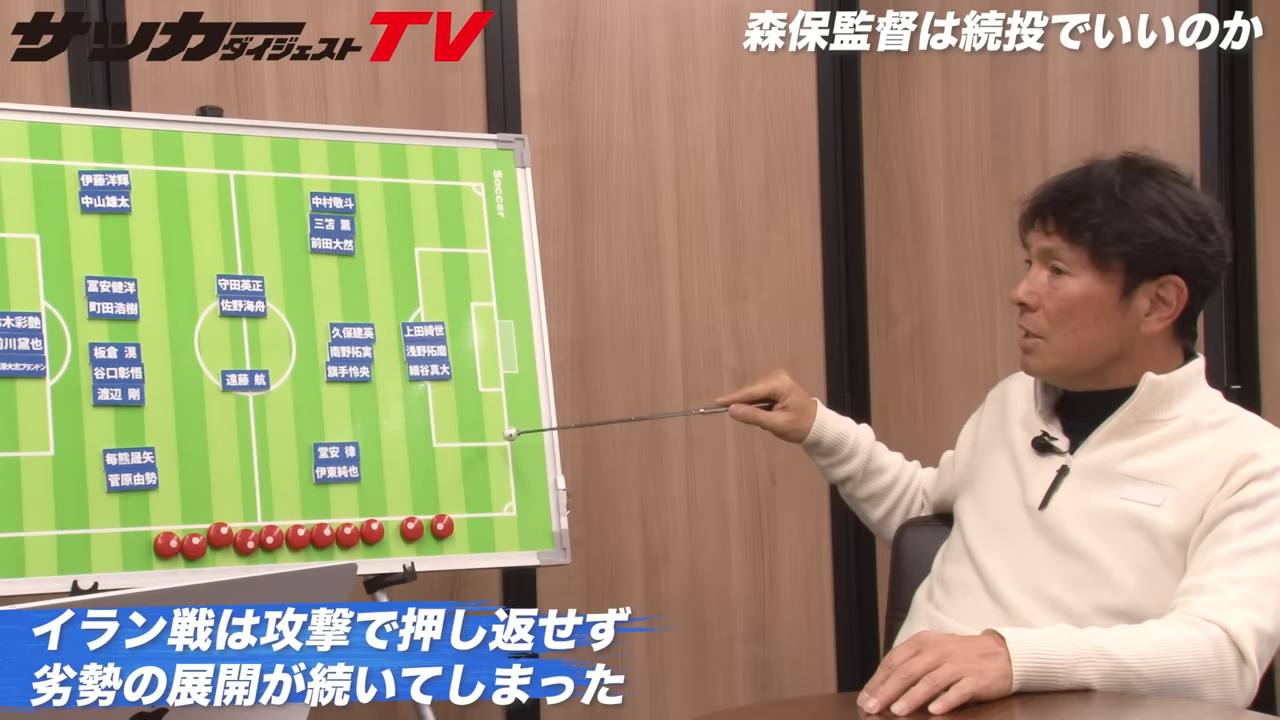 サッカーダイジェストTV
森保監督は続投でいいのか
Soccer
伊藤洋輝
中山雄太
中村敬斗
三笘 薫
前田大然
冨安健洋
町田浩樹
守田英正
佐野海舟
木彩艶
川黛也
板倉 滉
谷口彰悟
渡辺 剛
遠藤 航
久保建英
南野拓実
旗手怜央
上田綺世
浅野拓磨
細谷真大
毎熊晟矢
菅原由勢
堂安 律
伊東純也
イラン戦は攻撃で押し返せず
劣勢の展開が続いてしまった